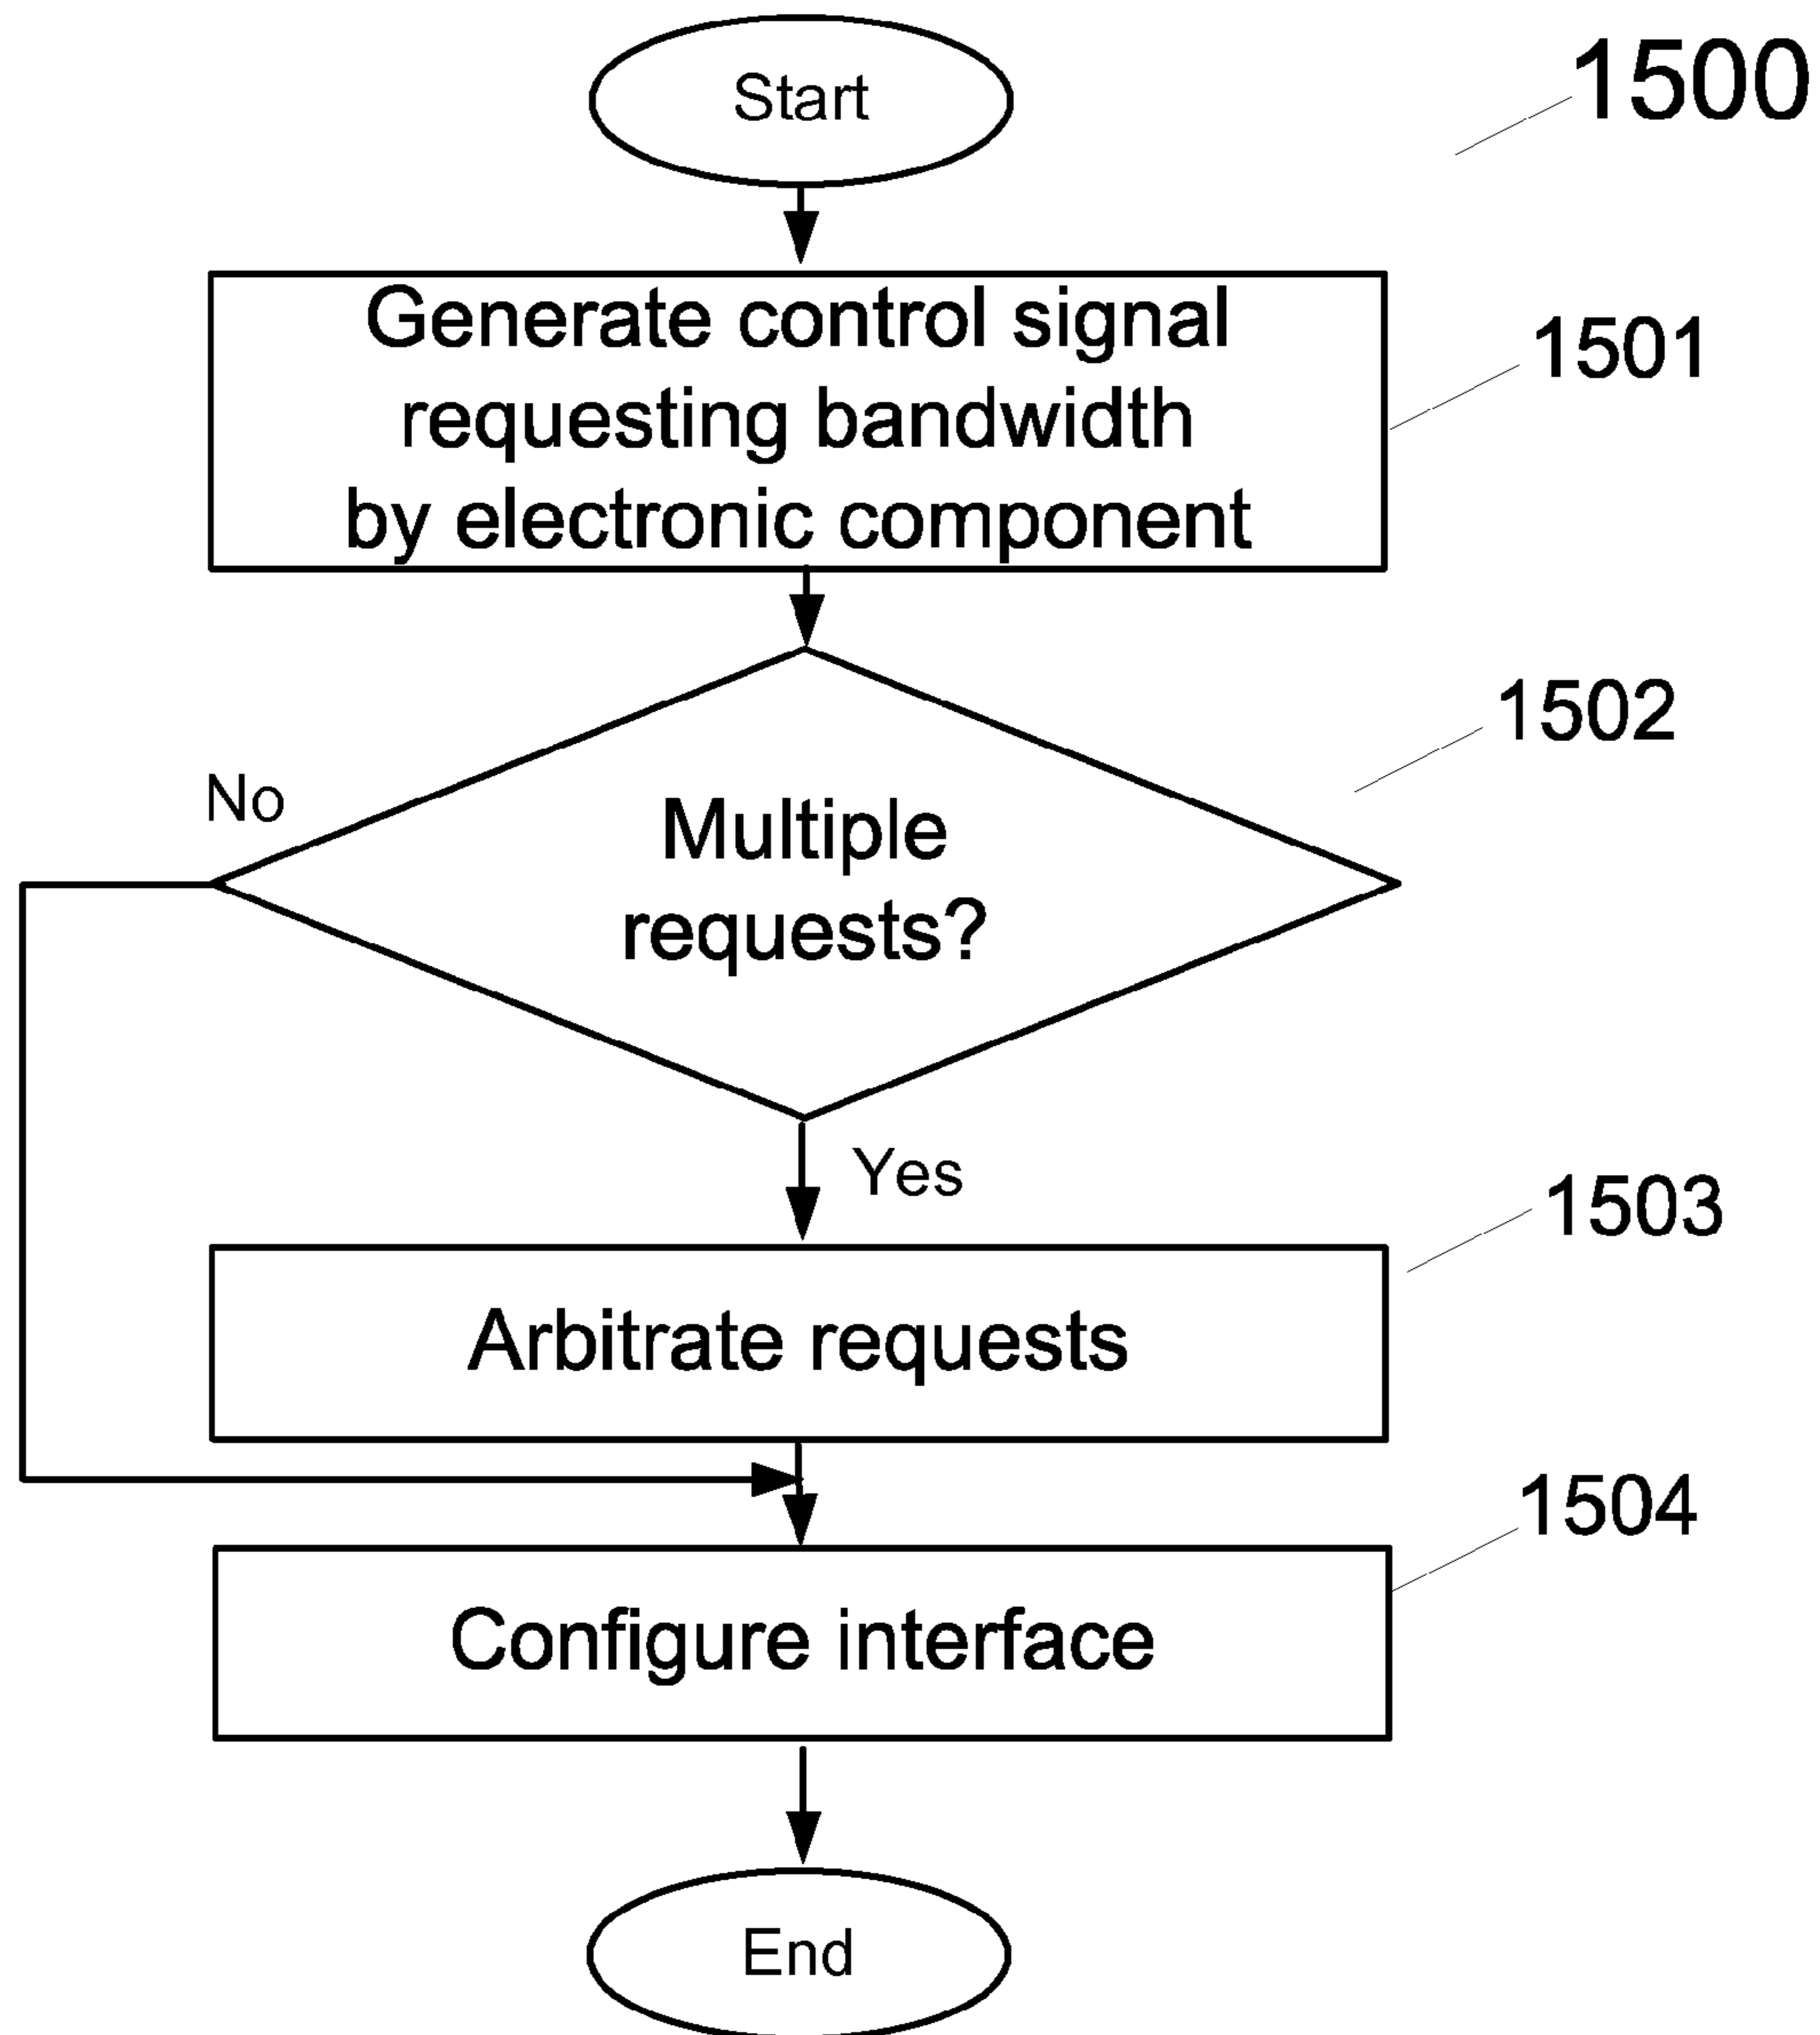 Start
1500
Generate control signal
requesting bandwidth
by electronic component
1501
1502
No
Multiple
requests?
Yes
1503
Arbitrate requests
1504
Configure interface
End